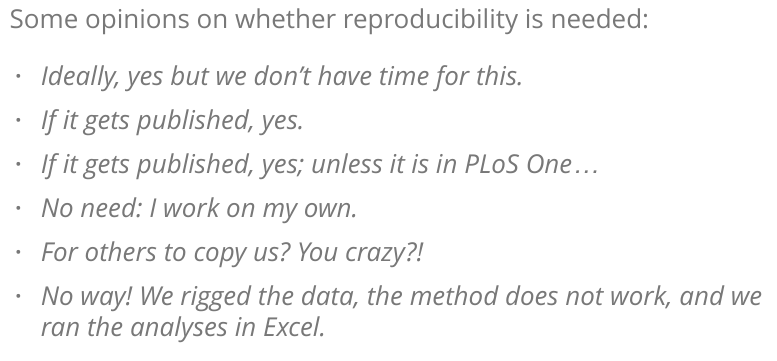 Some opinions on whether reproducibility is needed:
· Ideally, yes but we don’t have time for this.
· If it gets published, yes.
· If it gets published, yes; unless it is in PLoS One…
· No need: I work on my own.
· For others to copy us? You crazy?!
· No way! We rigged the data, the method does not work, and we
ran the analyses in Excel.